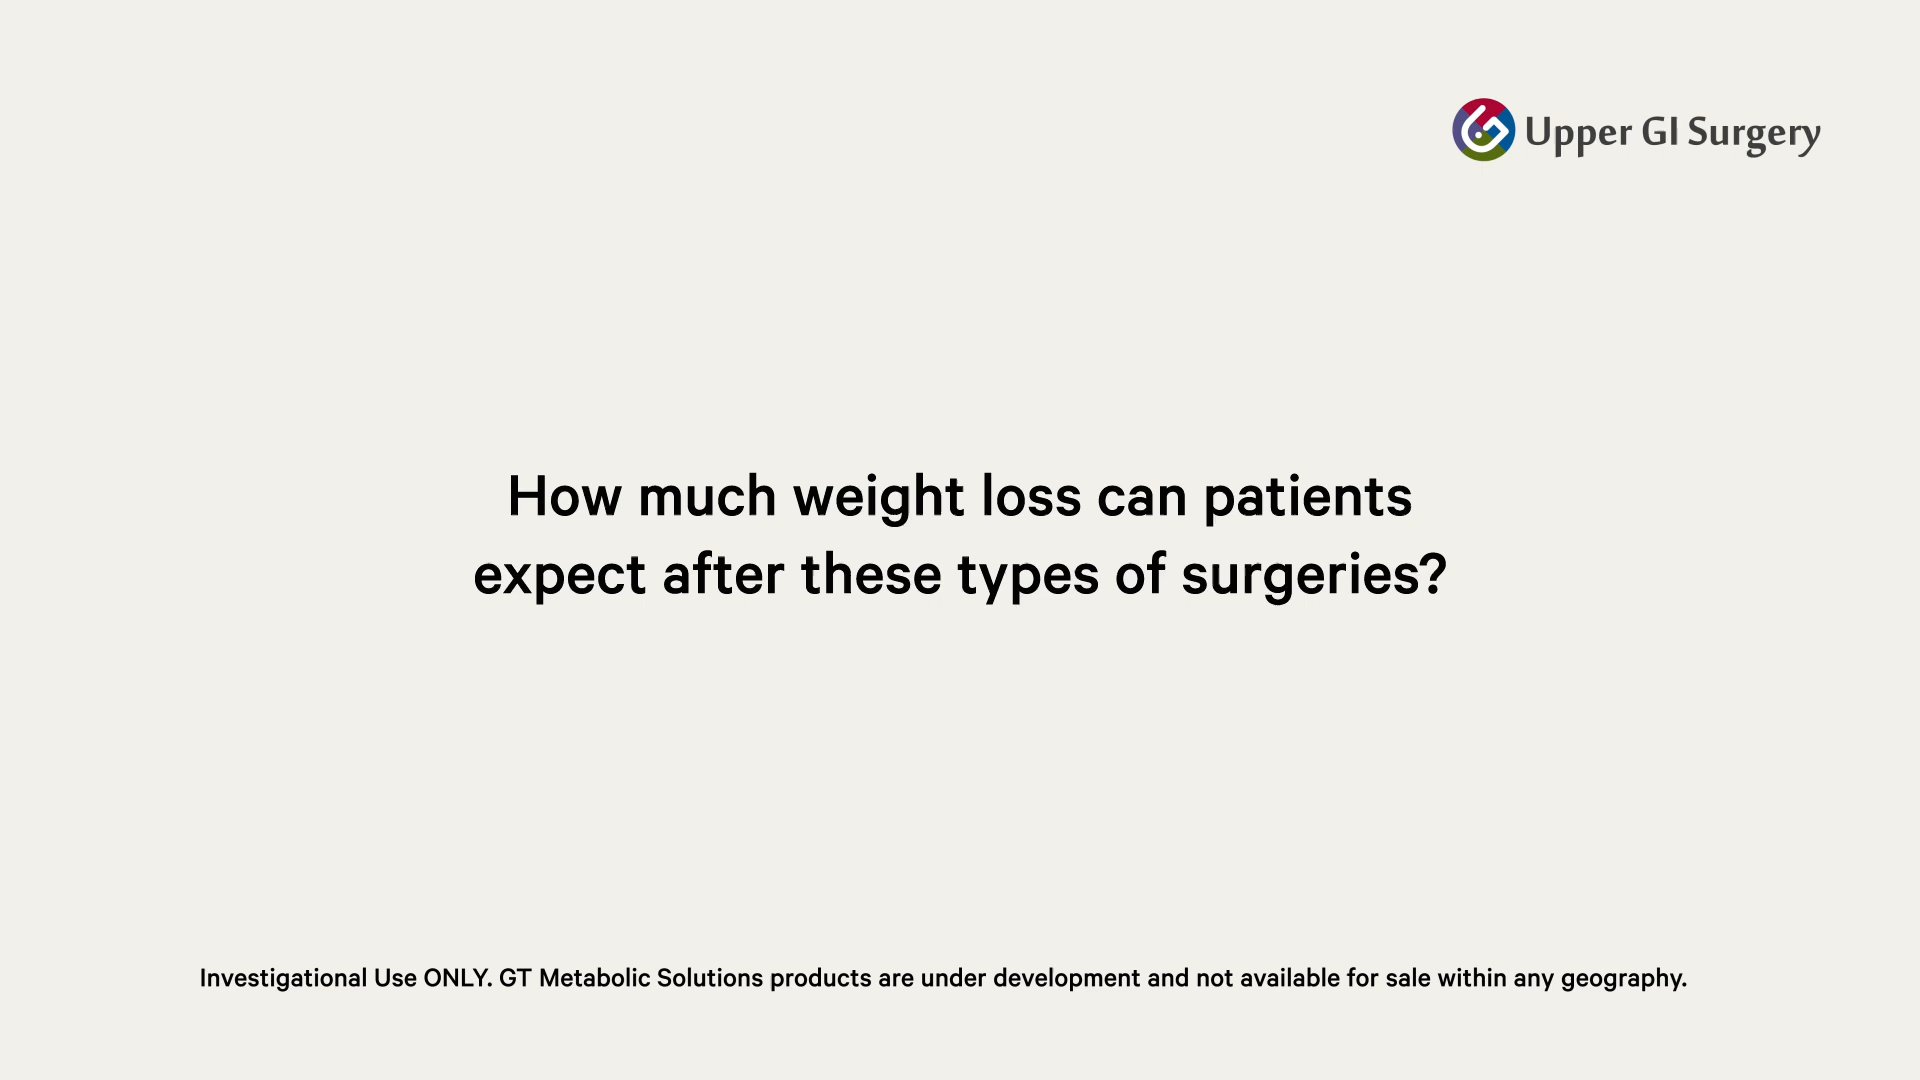 Upper GI Surgery
How much weight loss can patients
expect after these types of surgeries?
Investigational Use ONLY. GT Metabolic Solutions products are under development and not available for sale within any geography.